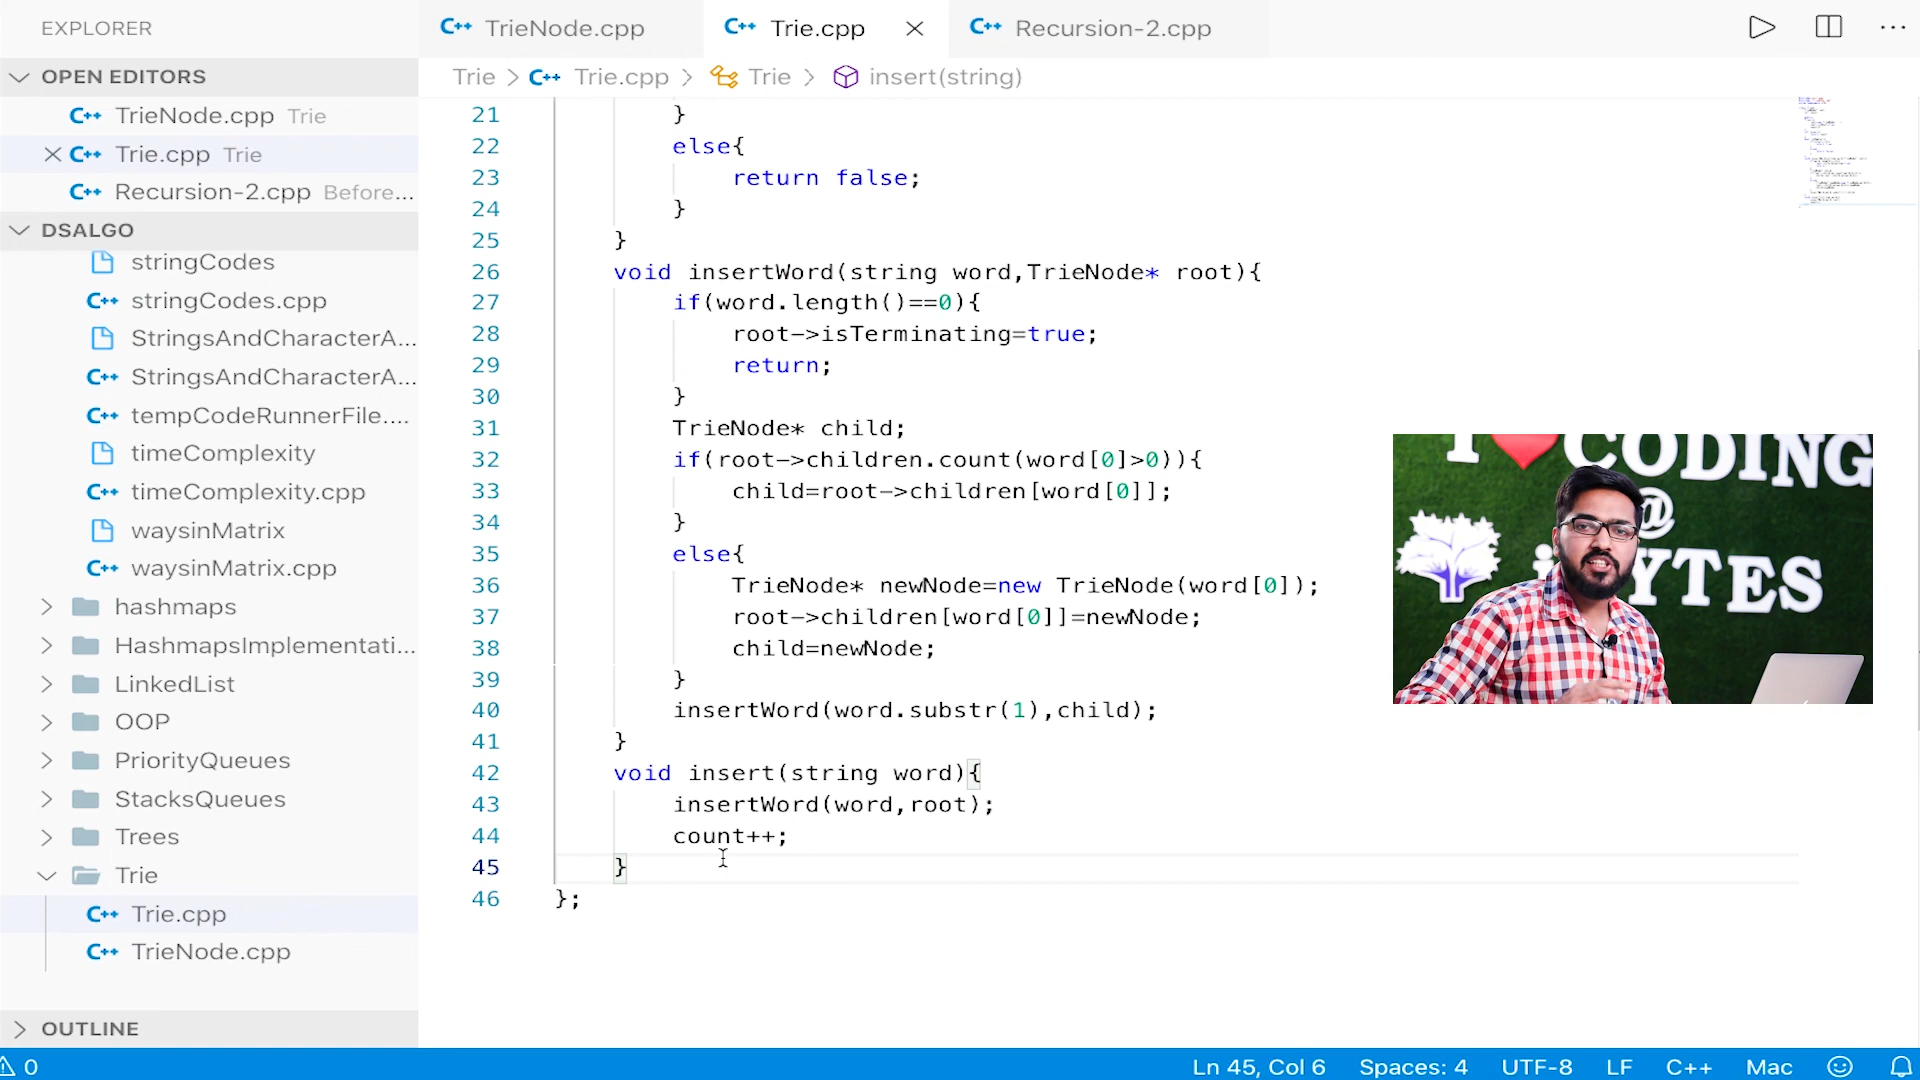 EXPLORER
OPEN EDITORS
C++ TrieNode.cpp Trie
C++ Trie.cpp Trie
C++ Recursion-2.cpp Before...
DSALGO
stringCodes
C++ stringCodes.cpp
StringsAndCharacterA...
C++ StringsAndCharacterA...
C++ tempCodeRunnerFile....
timeComplexity
C++ timeComplexity.cpp
waysinMatrix
C++ waysinMatrix.cpp
hashmaps
HashmapsImplementati...
LinkedList
OOP
PriorityQueues
StacksQueues
Trees
Trie
C++ Trie.cpp
C++ TrieNode.cpp
OUTLINE
C++ TrieNode.cpp
C++ Trie.cpp
C++ Recursion-2.cpp
Trie > C++ Trie.cpp > Trie > insert(string)
21 }
22 else{
23 return false;
24 }
25 }
26 void insertWord(string word,TrieNode* root){
27 if(word.length()==0){
28 root->isTerminating=true;
29 return;
30 }
31 TrieNode* child;
32 if(root->children.count(word[0]>0)){
33 child=root->children[word[0]];
34 }
35 else{
36 TrieNode* newNode=new TrieNode(word[0]);
37 root->children[word[0]]=newNode;
38 child=newNode;
39 }
40 insertWord(word.substr(1),child);
41 }
42 void insert(string word){
43 insertWord(word,root);
44 count++;
45 }
46 };
I CODING
@
YTES
0
Ln 45, Col 6
Spaces: 4
UTF-8
LF
C++
Mac